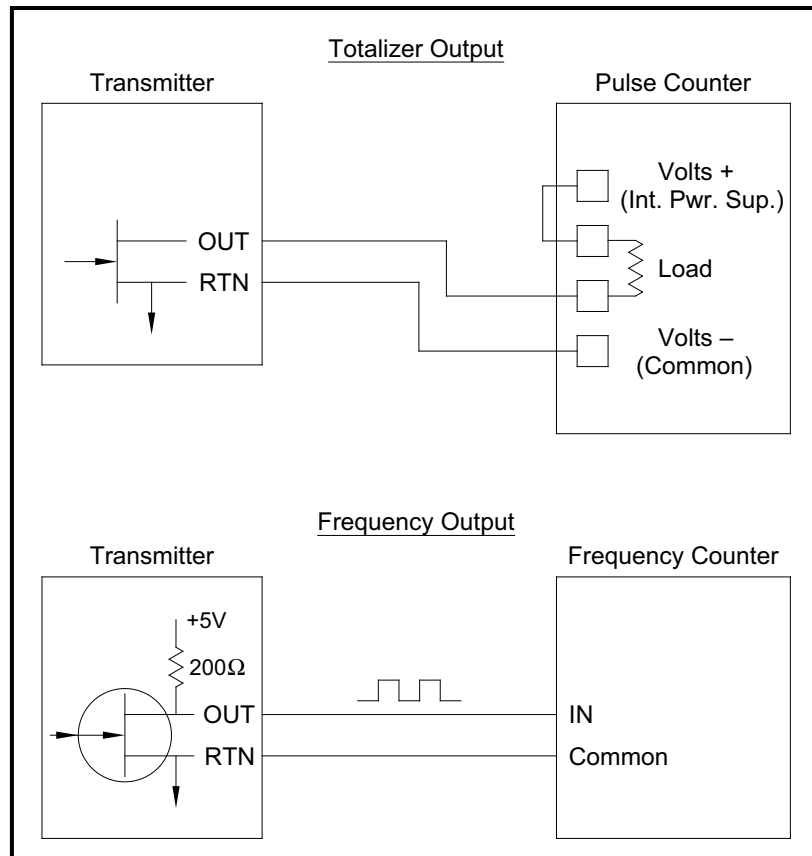 Totalizer Output
Transmitter
Pulse Counter
Volts +
(Int. Pwr. Sup.)
OUT
RTN
Load
Volts –
(Common)
Frequency Output
Transmitter
Frequency Counter
+5V
200Ω
OUT
IN
RTN
Common